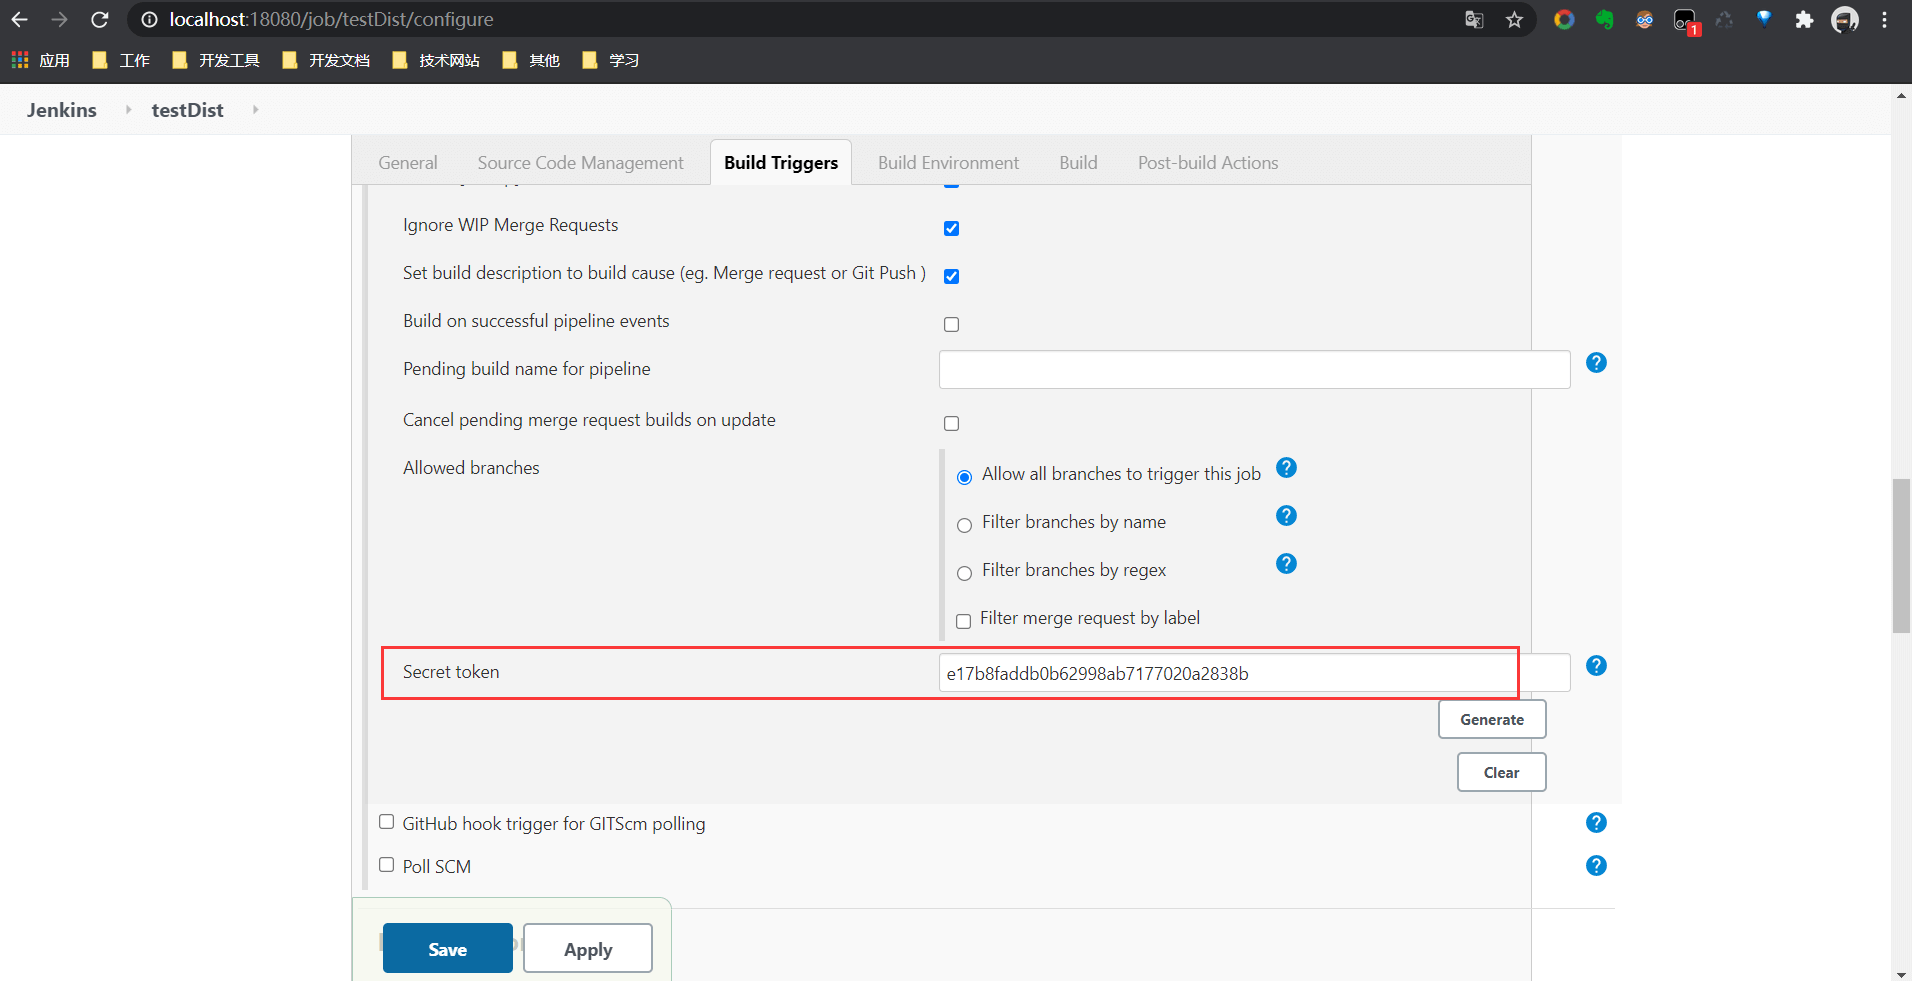 localhost:18080/job/testDist/configure
1
应用 工作 开发工具 开发文档 技术网站 其他 学习
Jenkins testDist
General Source Code Management Build Triggers Build Environment Build Post-build Actions
Ignore WIP Merge Requests
Set build description to build cause (eg. Merge request or Git Push )
Build on successful pipeline events
Pending build name for pipeline
?
Cancel pending merge request builds on update
Allowed branches
Allow all branches to trigger this job ?
Filter branches by name ?
Filter branches by regex ?
Filter merge request by label
Secret token e17b8faddb0b62998ab7177020a2838b ?
Generate
Clear
GitHub hook trigger for GITScm polling ?
Poll SCM ?
Save Apply